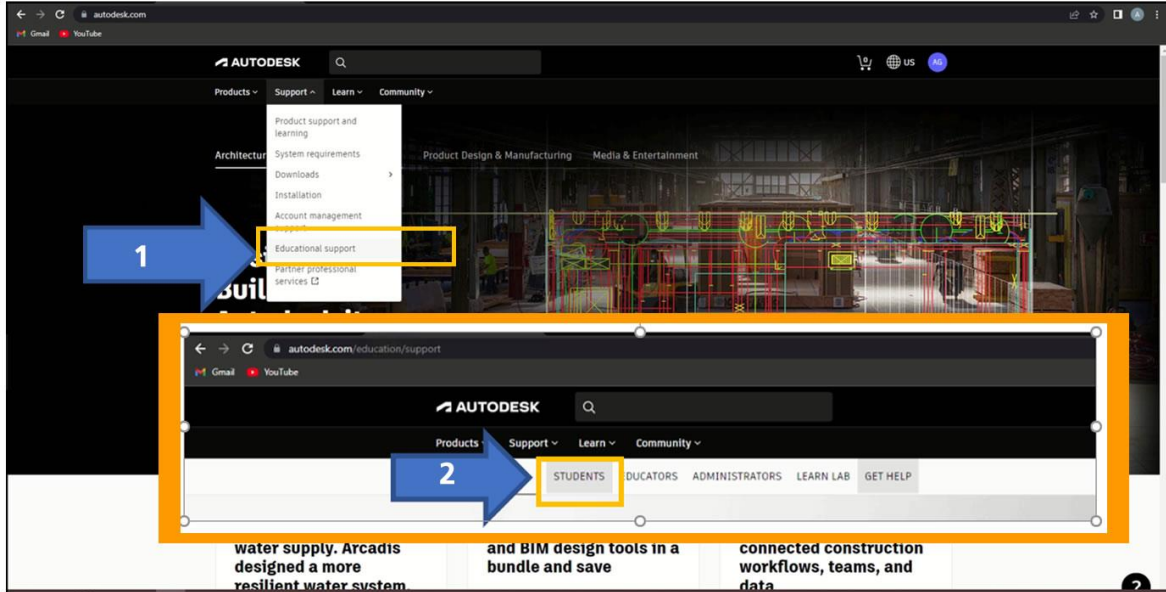 autodesk.com
Gmail YouTube
AUTODESK
0 US AG
Products Support Learn Community
Product support and
learning
Architectur System requirements Product Design & Manufacturing Media & Entertainment
Downloads
Installation
Account management
support
1
Educational support
Partner professional
services
Buil
autodesk.com/education/support
Gmail YouTube
AUTODESK
Products Support Learn Community
2
STUDENTS EDUCATORS ADMINISTRATORS LEARN LAB GET HELP
water supply. Arcadis and BIM design tools in a connected construction
designed a more bundle and save workflows, teams, and
resilient water system. data
?